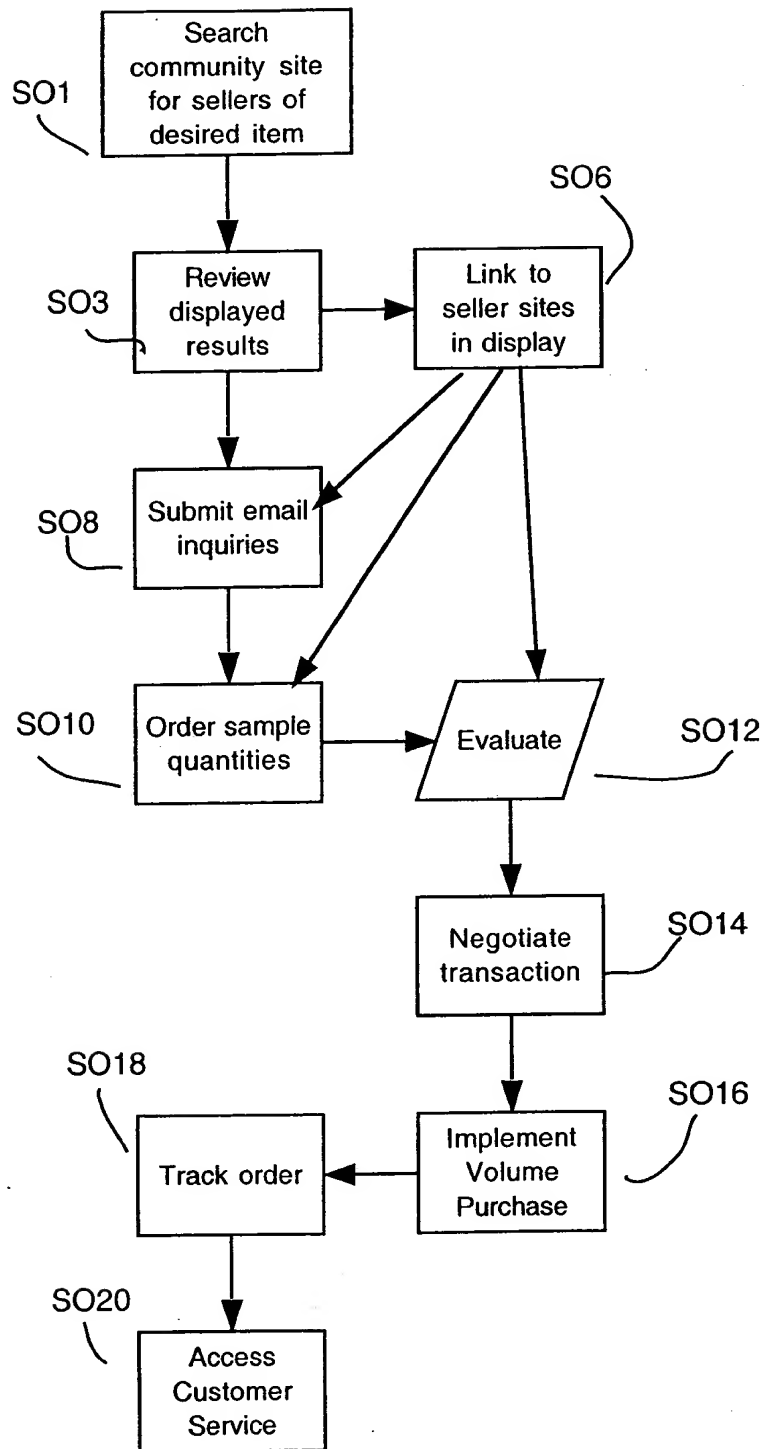 Search
community site
for sellers of
desired item
SO1
SO6
Review
displayed
results
SO3
Link to
seller sites
in display
Submit email
inquiries
SO8
Order sample
quantities
SO10
Evaluate
SO12
Negotiate
transaction
SO14
SO18
SO16
Track order
Implement
Volume
Purchase
SO20
Access
Customer
Service